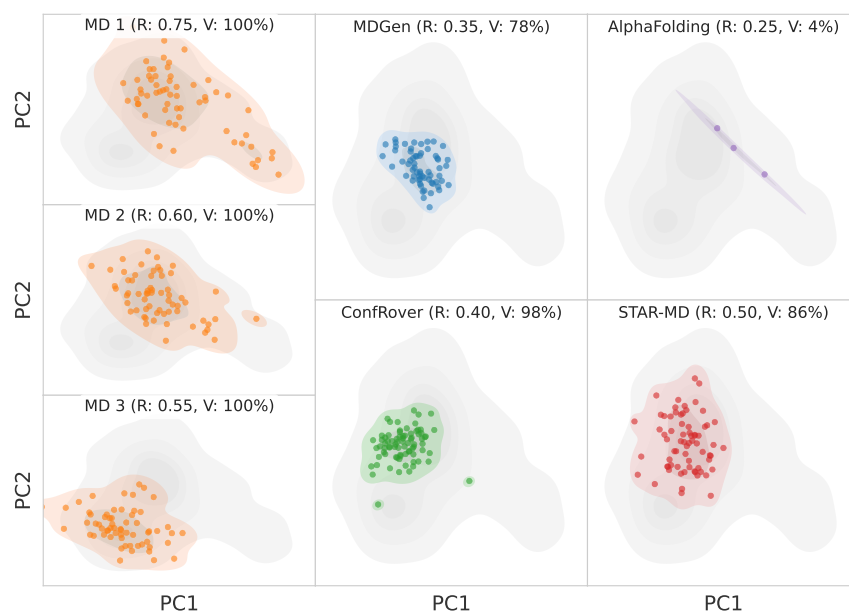 MD 1 (R: 0.75, V: 100%)
MDGen (R: 0.35, V: 78%)
AlphaFolding (R: 0.25, V: 4%)
PC2
MD 2 (R: 0.60, V: 100%)
PC2
ConfRover (R: 0.40, V: 98%)
STAR-MD (R: 0.50, V: 86%)
MD 3 (R: 0.55, V: 100%)
PC2
PC1
PC1
PC1